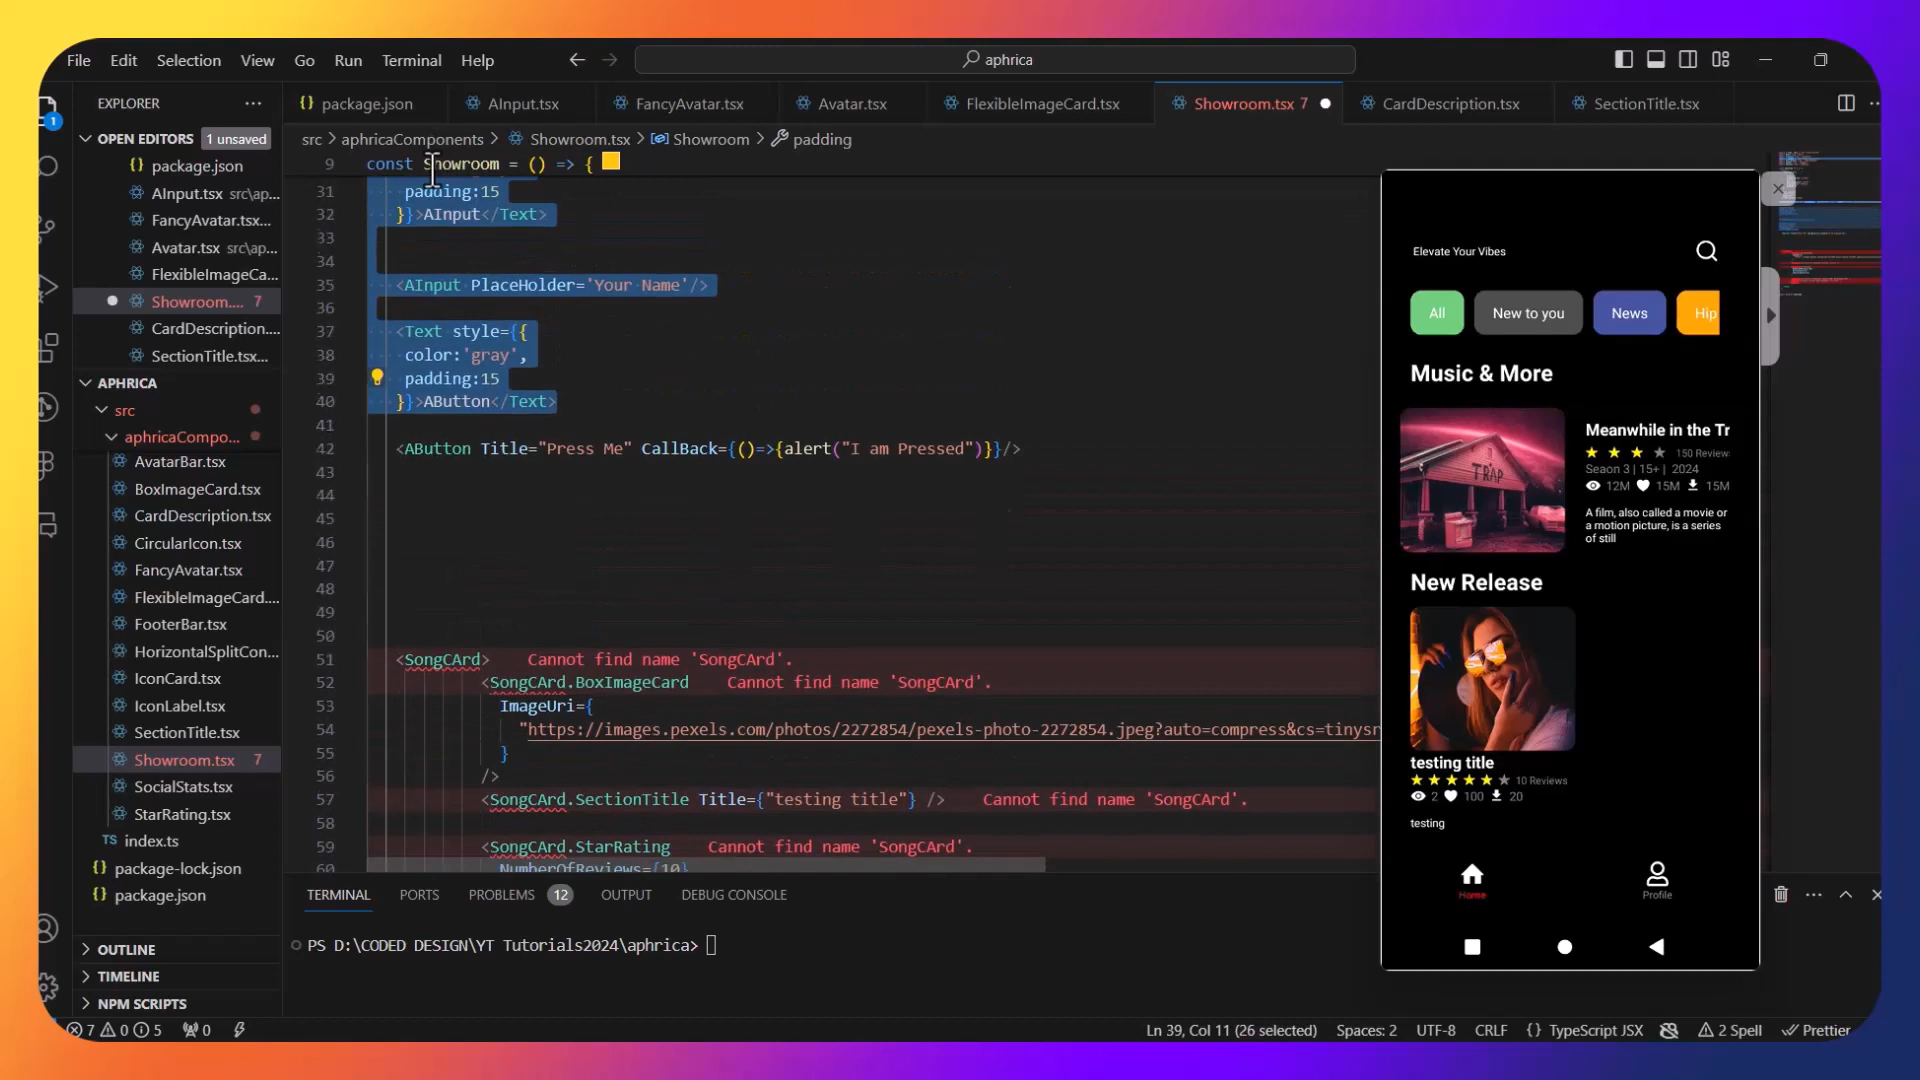 File Edit Selection View Go Run Terminal Help
aphrica
EXPLORER
package.json AInput.tsx FancyAvatar.tsx Avatar.tsx FlexibleImageCard.tsx Showroom.tsx 7 CardDescription.tsx SectionTitle.tsx
OPEN EDITORS 1 unsaved
src > aphricaComponents > Showroom.tsx > Showroom > padding
package.json
AInput.tsx src\ap...
FancyAvatar.tsx...
Avatar.tsx src\ap...
FlexibleImageCa...
Showroom.... 7
CardDescription....
SectionTitle.tsx...
APHRICA
src
aphricaCompo...
AvatarBar.tsx
BoxImageCard.tsx
CardDescription.tsx
CircularIcon.tsx
FancyAvatar.tsx
FlexibleImageCard....
FooterBar.tsx
HorizontalSplitCon...
IconCard.tsx
IconLabel.tsx
SectionTitle.tsx
Showroom.tsx 7
SocialStats.tsx
StarRating.tsx
TS index.ts
package-lock.json
package.json
OUTLINE
TIMELINE
NPM SCRIPTS
9 const Showroom = () => {
31 padding:15
32 }}>AInput</Text>
33
34
35 <AInput PlaceHolder='Your Name'/>
36
37 <Text style={{
38 color:'gray',
39 padding:15
40 }}>AButton</Text>
41
42 <AButton Title="Press Me" CallBack={()=>{alert("I am Pressed")}}/>
43
44
45
46
47
48
49
50
51 <SongCArd> Cannot find name 'SongCArd'.
52 <SongCArd.BoxImageCard Cannot find name 'SongCArd'.
53 ImageUri={
54 "https://images.pexels.com/photos/2272854/pexels-photo-2272854.jpeg?auto=compress&cs=tinysr
55 }
56 />
57 <SongCArd.SectionTitle Title={"testing title"} /> Cannot find name 'SongCArd'.
58
59 <SongCArd.StarRating Cannot find name 'SongCArd'.
60 NumberOfReviews={10}
Elevate Your Vibes
All New to you News Hip
Music & More
TRAP
Meanwhile in the Tr
150 Review
Seaon 3 | 15+ | 2024
12M 15M 15M
A film, also called a movie or
a motion picture, is a series
of still
New Release
testing title
10 Reviews
2 100 20
testing
Home Profile
TERMINAL PORTS PROBLEMS 12 OUTPUT DEBUG CONSOLE
PS D:\CODED DESIGN\YT Tutorials2024\aphrica>
7 0 5 0 Ln 39, Col 11 (26 selected) Spaces: 2 UTF-8 CRLF {} TypeScript JSX 2 Spell Prettier